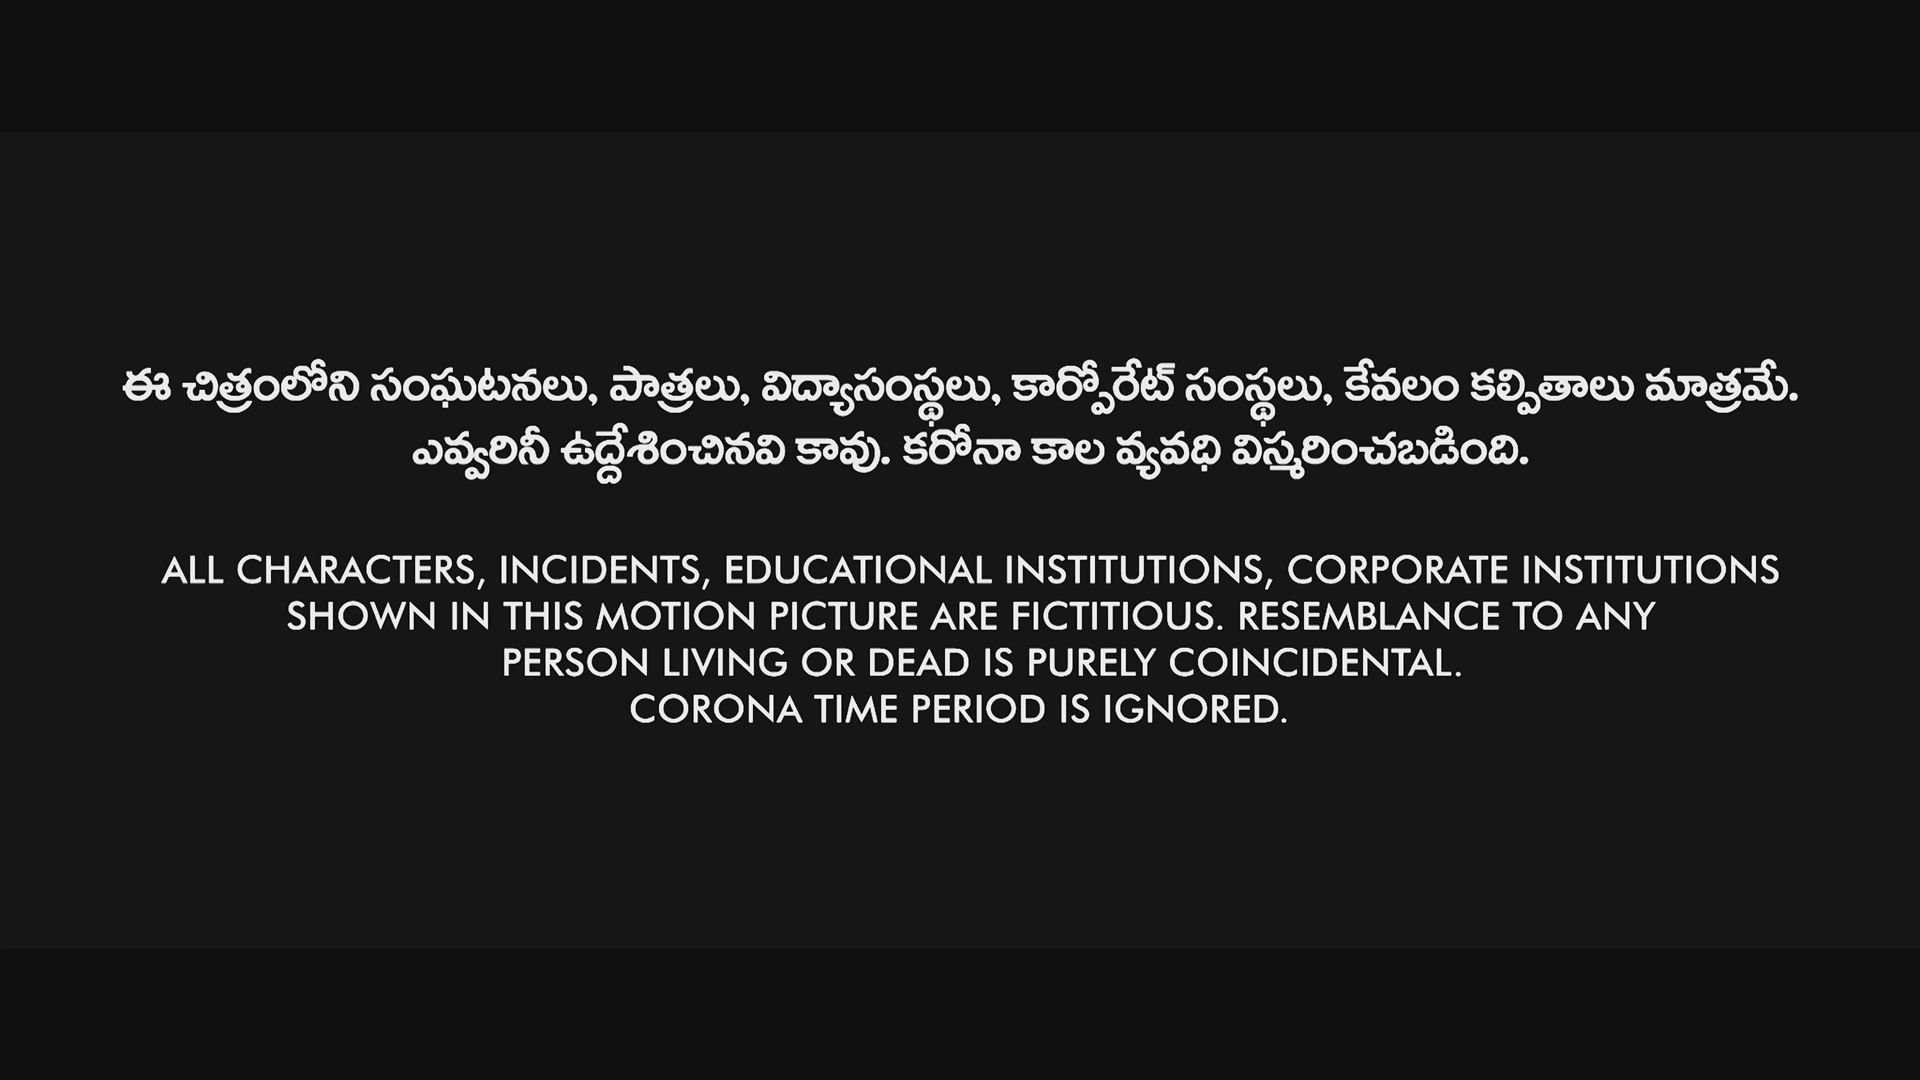 ఈ చిత్రంలోని సంఘటనలు, పాత్రలు, విద్యాసంస్థలు, కార్పోరేట్ సంస్థలు, కేవలం కల్పితాలు మాత్రమే.
ఎవ్వరినీ ఉద్దేశించినవి కావు. కరోనా కాల వ్యవధి విస్మరించబడింది.
ALL CHARACTERS, INCIDENTS, EDUCATIONAL INSTITUTIONS, CORPORATE INSTITUTIONS
SHOWN IN THIS MOTION PICTURE ARE FICTITIOUS. RESEMBLANCE TO ANY
PERSON LIVING OR DEAD IS PURELY COINCIDENTAL.
CORONA TIME PERIOD IS IGNORED.